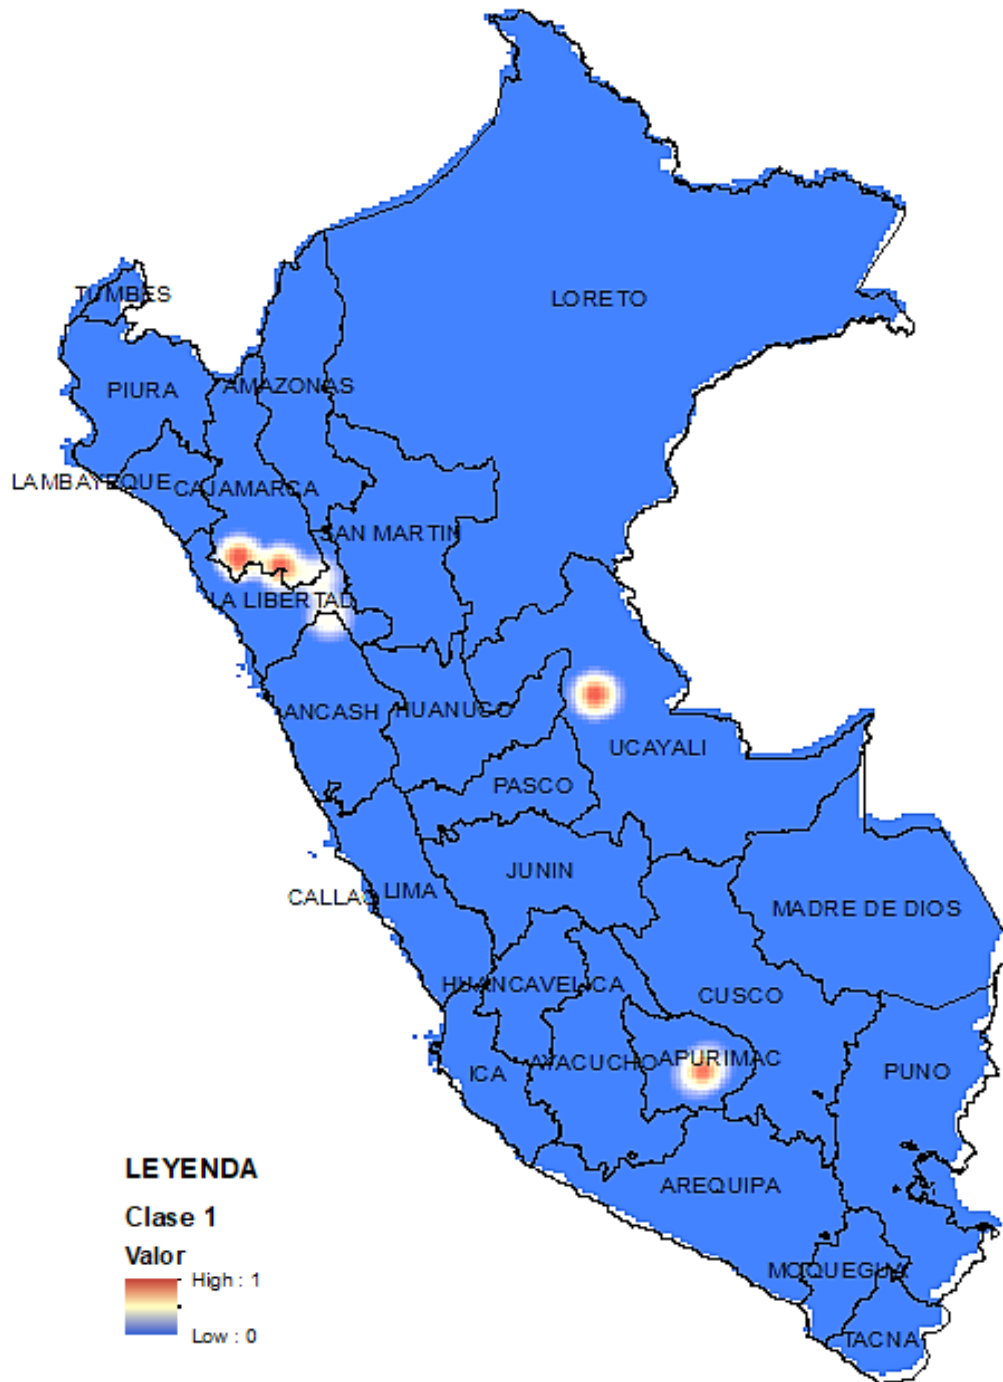 TUMBES
LORETO
PIURA
AMAZONAS
LAMBAYEQUE
CAJAMARCA
SAN MARTIN
LA LIBERTAD
ANCASH
HUANUCO
UCAYALI
PASCO
JUNIN
CALLAO
LIMA
MADRE DE DIOS
HUANCAVELICA
CUSCO
AYACUCHO
APURIMAC
ICA
PUNO
AREQUIPA
MOQUEGUA
TACNA
LEYENDA
Clase 1
Valor
High : 1
Low : 0